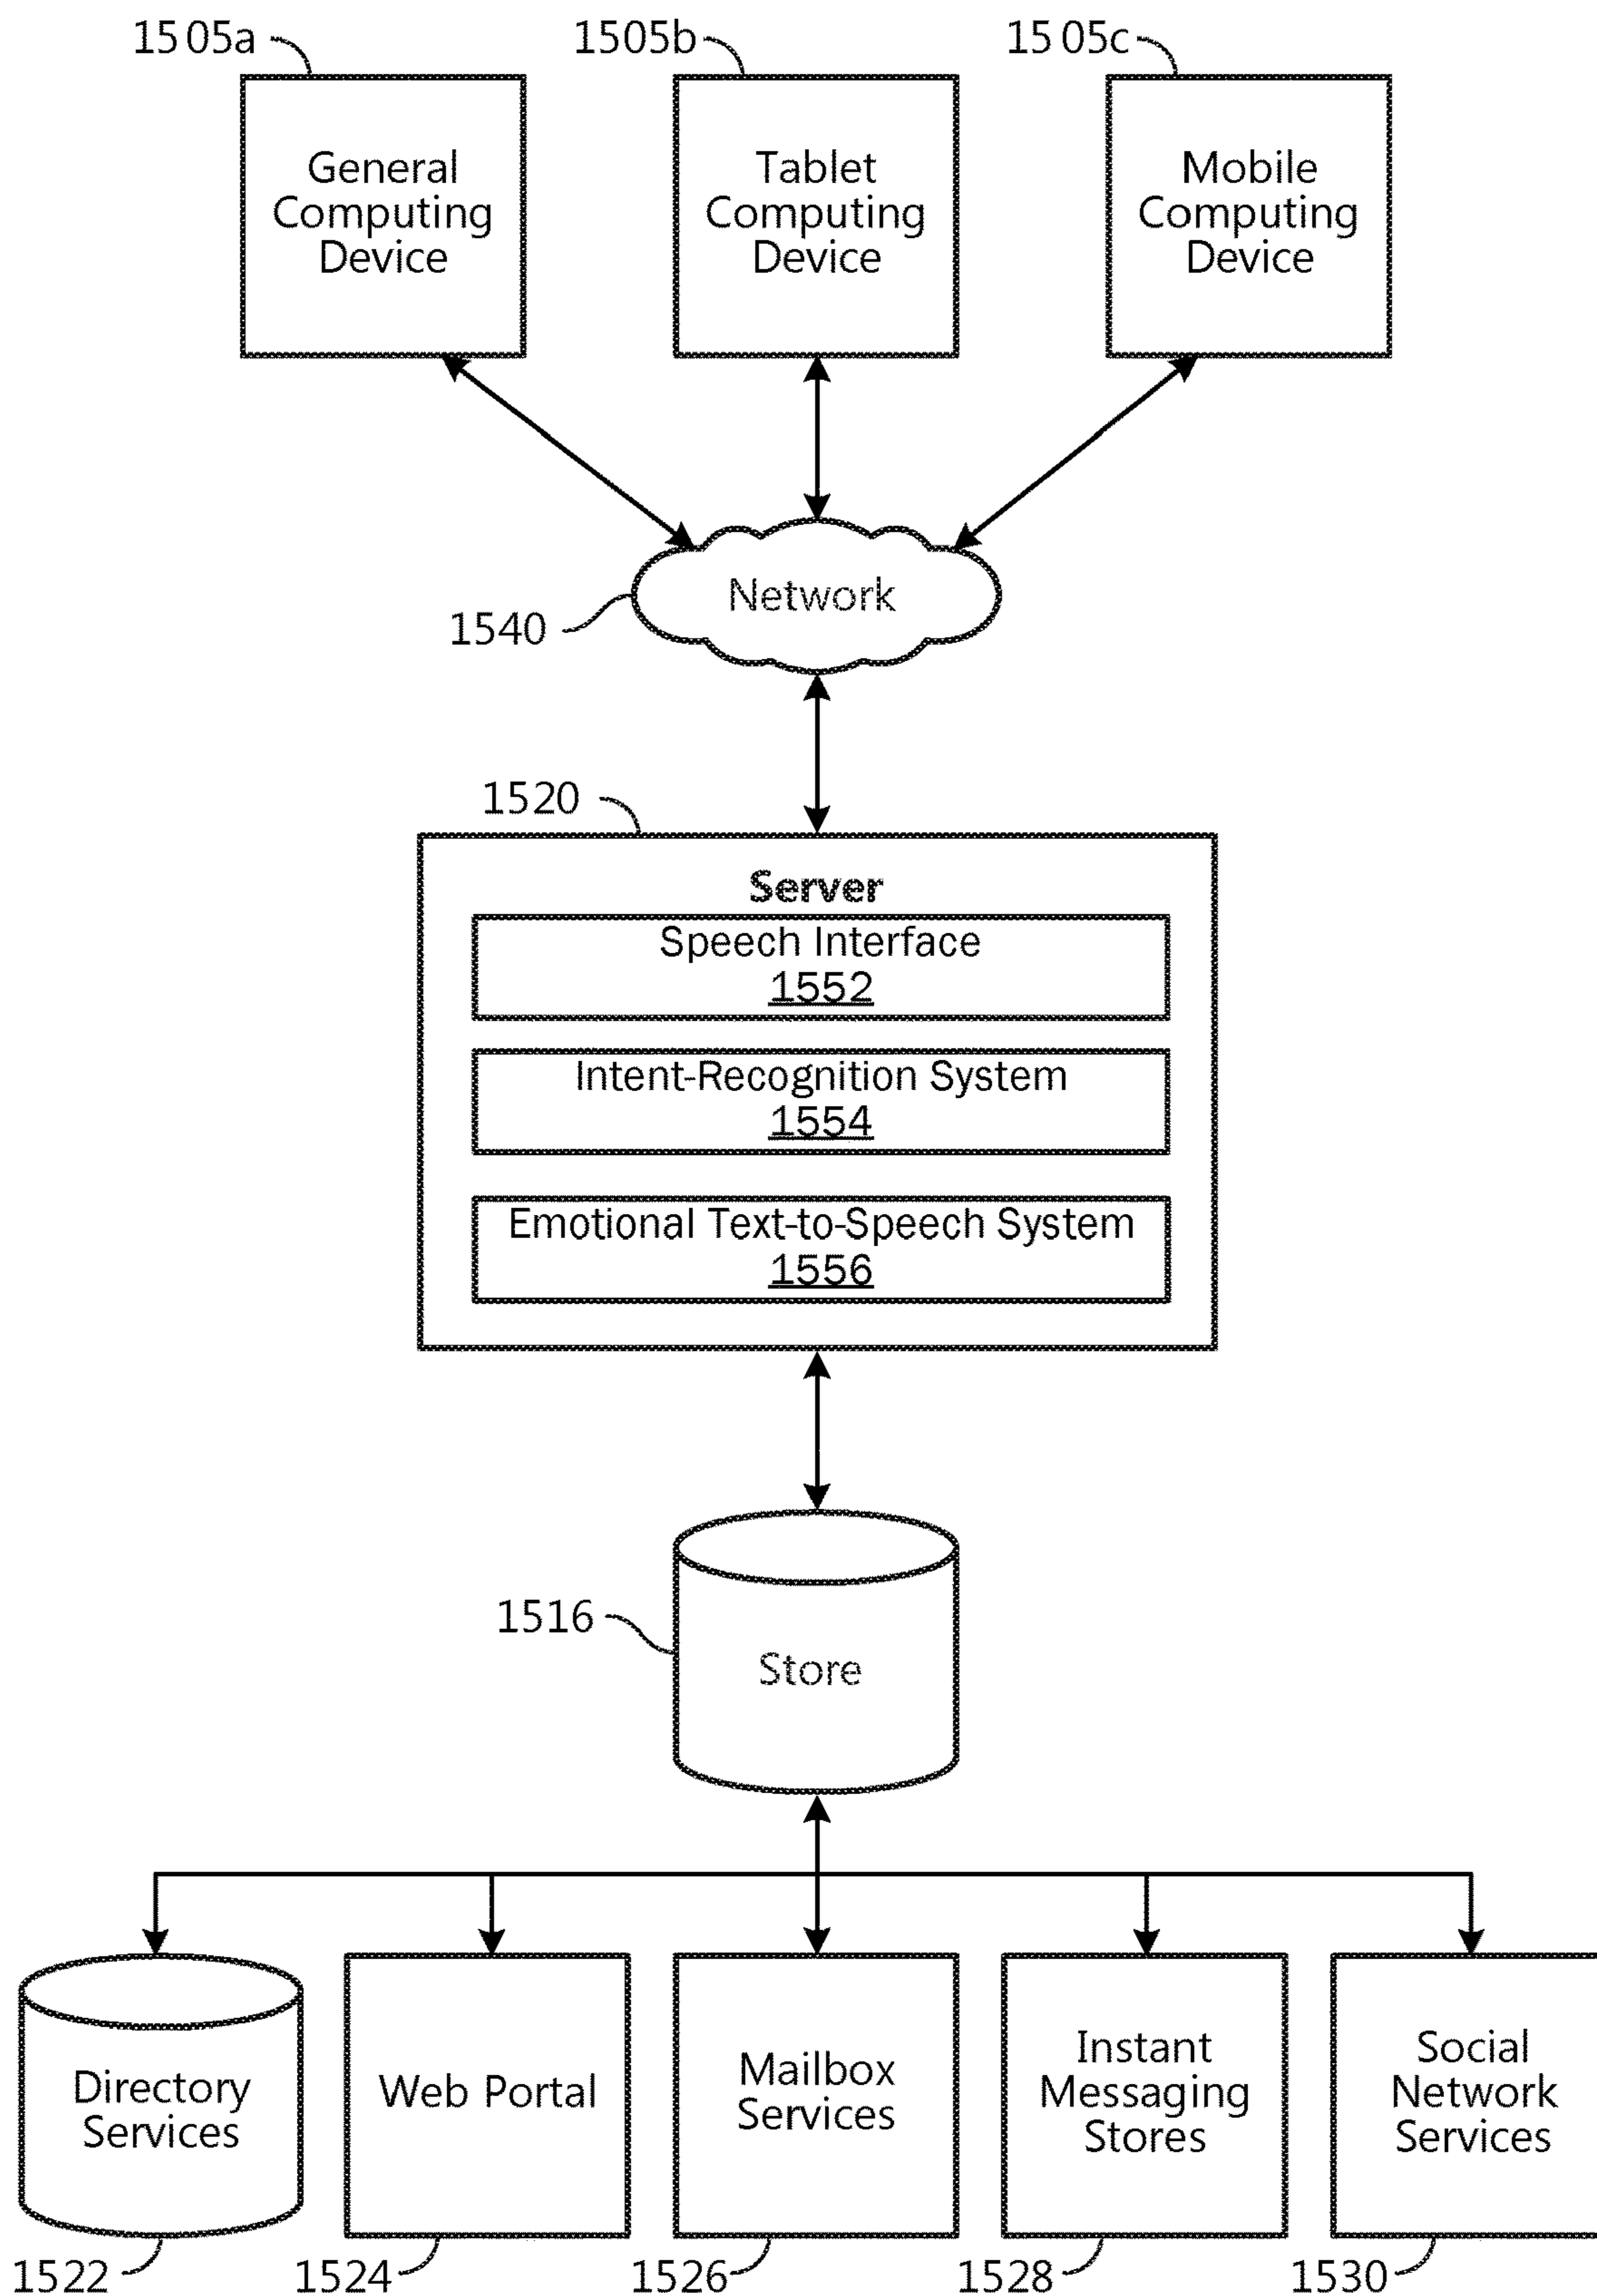 1505a
1505b
1505c
General
Computing
Device
Tablet
Computing
Device
Mobile
Computing
Device
Network
1540
1520
Server
Speech Interface
1552
Intent-Recognition System
1554
Emotional Text-to-Speech System
1556
1516
Store
Directory
Services
Web Portal
Mailbox
Services
Instant
Messaging
Stores
Social
Network
Services
1522
1524
1526
1528
1530